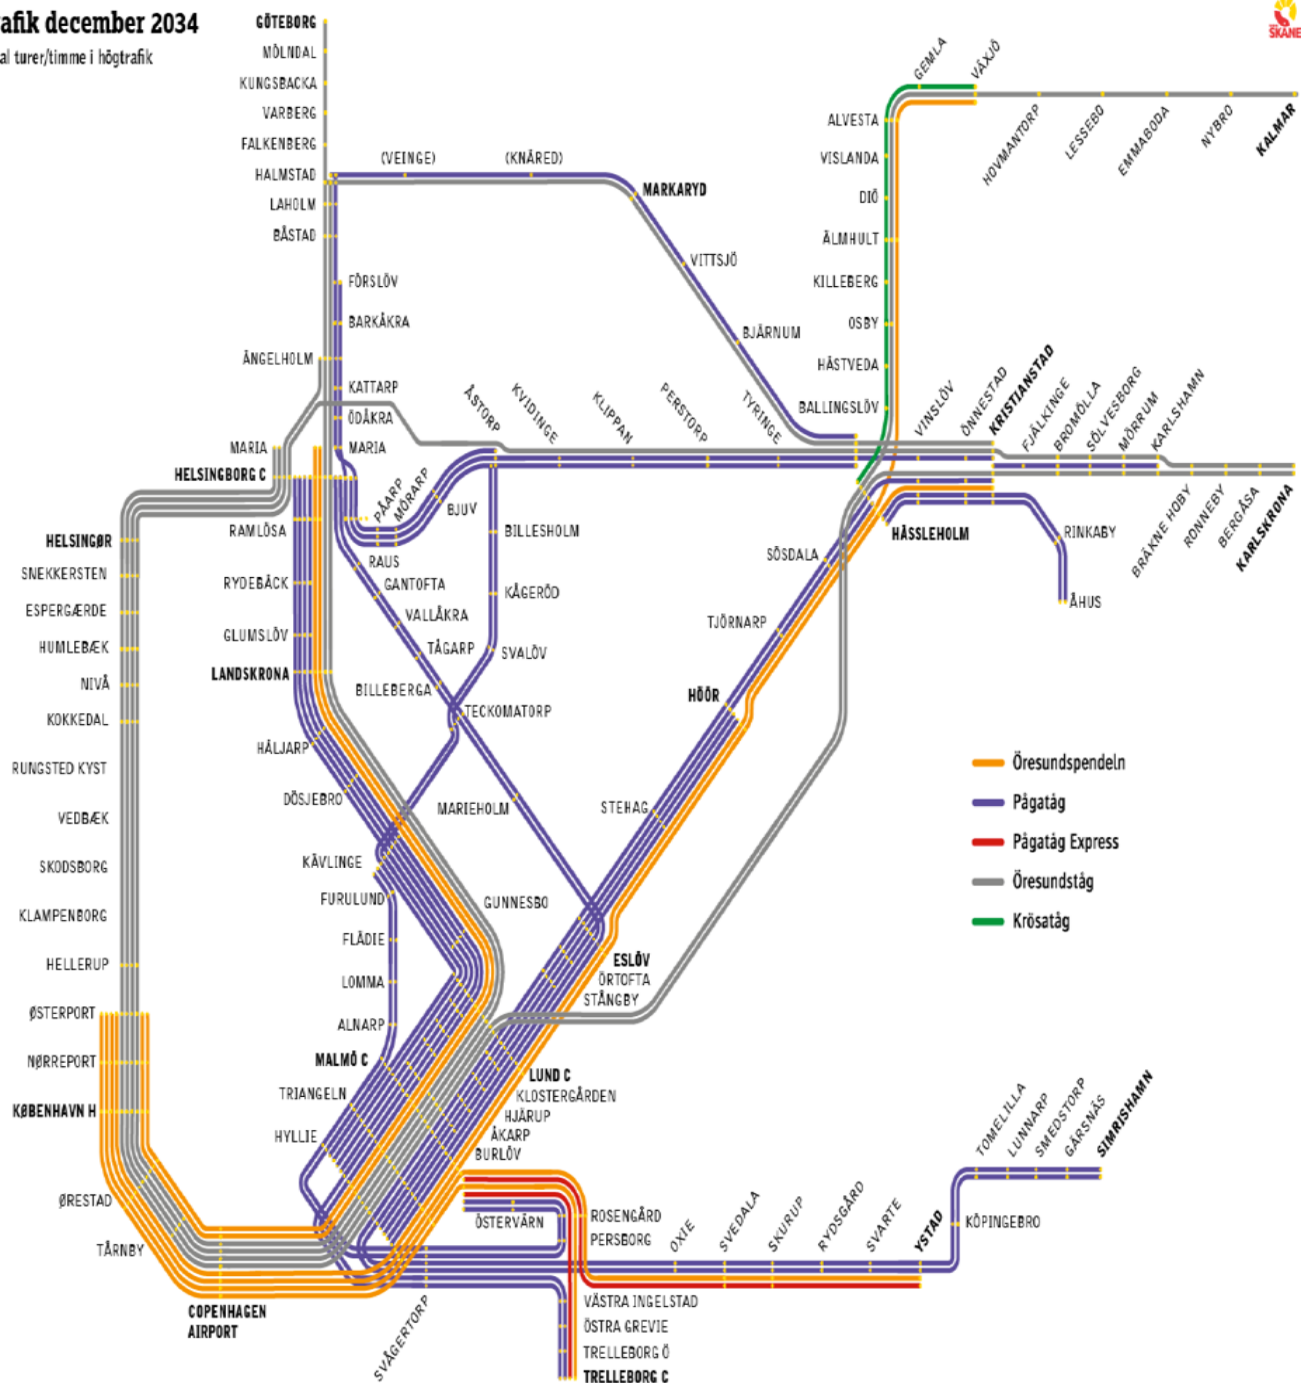 afik december 2034
al turer/timme i högtrafik
SKÅNE
GÖTEBORG
MÖLNDAL
KUNGSBACKA
VARBERG
FALKENBERG
HALMSTAD
LAHOLM
BÅSTAD
(VEINGE)
(KNÄRED)
MARKARYD
VITTSJÖ
BJÄRNUM
TYRINGE
GEMLA
VÄXJÖ
ALVESTA
VISLANDA
DIÖ
ÄLMHULT
KILLEBERG
OSBY
HÄSTVEDA
BALLINGSLÖV
HOVMANTORP
LESSEBO
EMMABODA
NYBRO
KALMAR
FÖRSLÖV
BARKÅKRA
ÄNGELHOLM
KATTARP
ÖDÅKRA
MARIA
MARIA
HELSINGBORG C
ÅSTORP
KVIDINGE
KLIPPAN
PERSTORP
VINSLÖV
ÖNNESTAD
KRISTIANSTAD
FJÄLKINGE
BROMÖLLA
SÖLVESBORG
MÖRRUM
KARLSHAMN
BRÄKNE HOBY
RONNEBY
BERGÅSA
KARLSKRONA
PÅARP
MÖRARP
BJUV
BILLESHOLM
KÅGERÖD
SVALÖV
HÄSSLEHOLM
RINKABY
ÅHUS
SÖSDALA
TJÖRNARP
HÖÖR
STEHAG
HELSINGØR
SNEKKERSTEN
ESPERGÆRDE
HUMLEBÆK
NIVÅ
KOKKEDAL
RUNGSTED KYST
VEDBÆK
SKODSBORG
KLAMPENBORG
HELLERUP
ØSTERPORT
NØRREPORT
KØBENHAVN H
ØRESTAD
TÅRNBY
COPENHAGEN
AIRPORT
RAMLÖSA
RYDEBÄCK
GLUMSLÖV
LANDSKRONA
HÄLJARP
DÖSJEBRO
KÄVLINGE
FURULUND
FLÄDIE
LOMMA
ALNARP
MALMÖ C
TRIANGELN
HYLLIE
RAUS
GANTOFTA
VALLÅKRA
TÅGARP
BILLEBERGA
TECKOMATORP
MARIEHOLM
GUNNESBO
ESLÖV
ÖRTOFTA
STÅNGBY
LUND C
KLOSTERGÅRDEN
HJÄRUP
ÅKARP
BURLÖV
Öresundspendeln
Pågatåg
Pågatåg Express
Öresundståg
Krösatåg
ÖSTERVÄRN
ROSENGÅRD
PERSBORG
SVÅGERTORP
OXIE
SVEDALA
SKURUP
RYDSGÅRD
SVARTE
YSTAD
KÖPINGEBRO
TOMELILLA
LUNNARP
SMEDSTORP
GÄRSNÄS
SIMRISHAMN
VÄSTRA INGELSTAD
ÖSTRA GREVIE
TRELLEBORG Ö
TRELLEBORG C